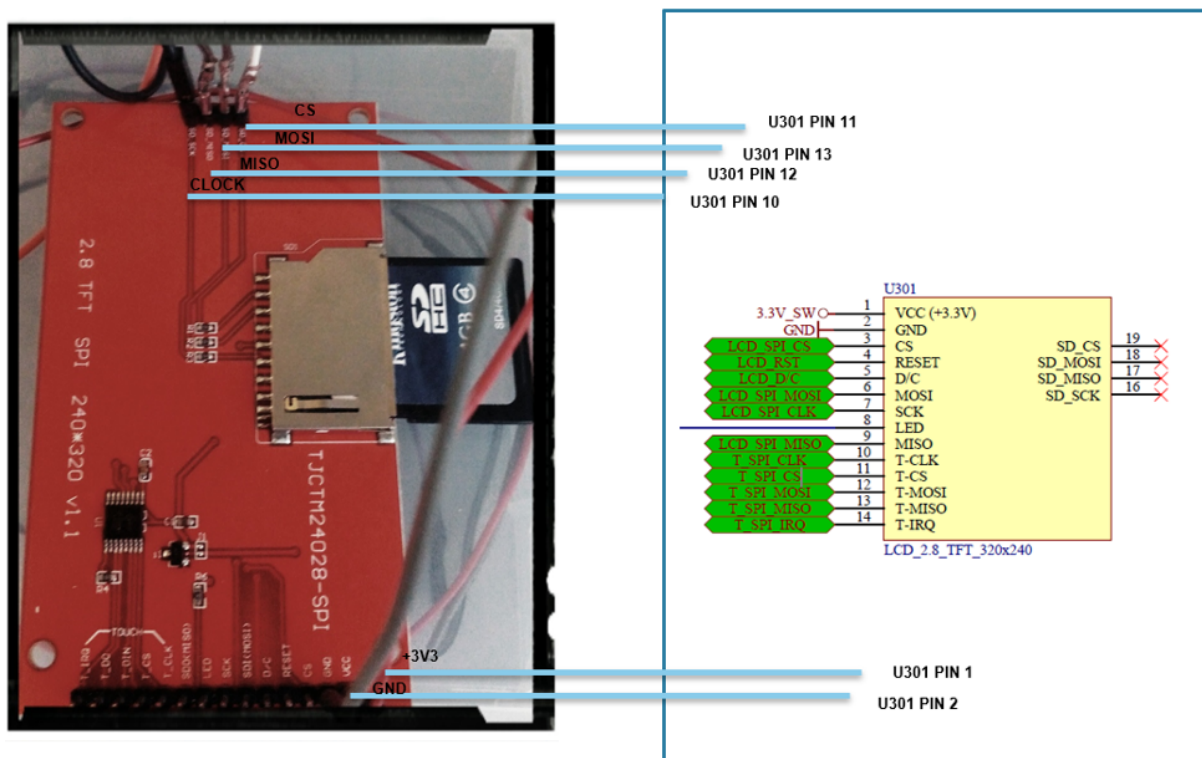 CS
U301 PIN 11
MOSI
U301 PIN 13
MISO
U301 PIN 12
CLOCK
U301 PIN 10
SD_SCK
SD_MISO
SD1
2.8 TFT SPI 240*320 v1.1
4GB
TJCTM24028-SPI
TOUCH
T_IRQ
T_DO
T_DIN
T_CS
T_CLK
SDO(MISO)
LED
SCK
SDI(MOSI)
D/C
RESET
CS
GND
VCC
+3V3
U301 PIN 1
GND
U301 PIN 2
U301
3.3V_SW 1 VCC (+3.3V)
GND 2 GND
LCD_SPI_CS 3 CS
LCD_RST 4 RESET
LCD_D/C 5 D/C
LCD_SPI_MOSI 6 MOSI
LCD_SPI_CLK 7 SCK
8 LED
LCD_SPI_MISO 9 MISO
T_SPI_CLK 10 T-CLK
T_SPI_CS 11 T-CS
T_SPI_MOSI 12 T-MOSI
T_SPI_MISO 13 T-MISO
T_SPI_IRQ 14 T-IRQ
SD_CS 19
SD_MOSI 18
SD_MISO 17
SD_SCK 16
LCD_2.8_TFT_320x240